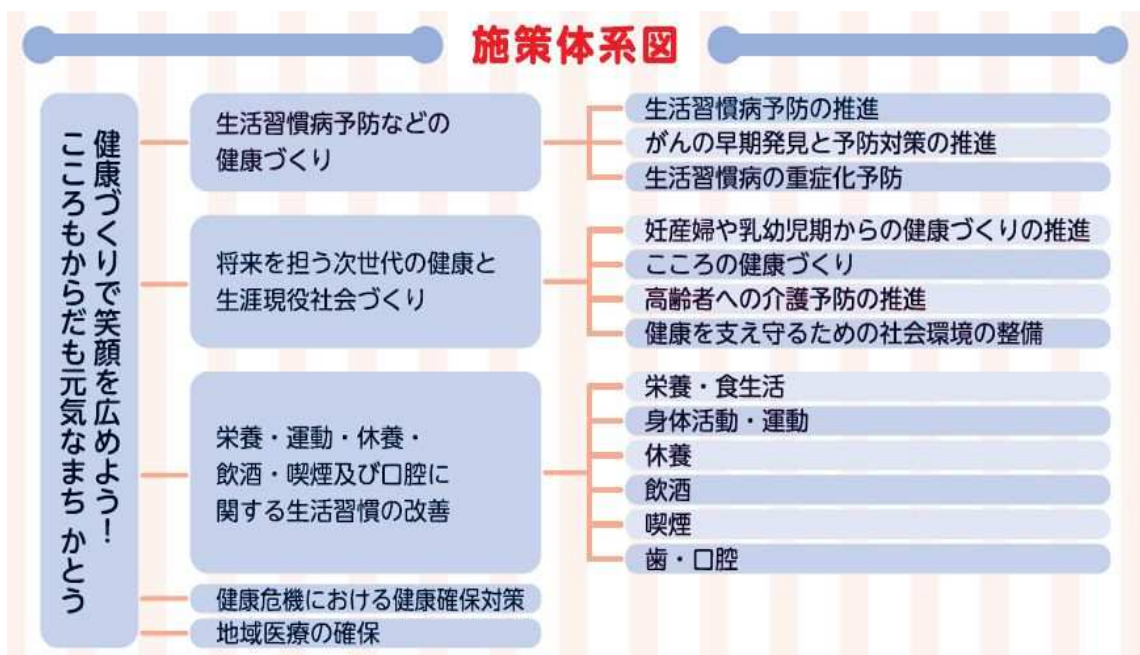 施策体系図
健康づくりで笑顔を広めよう！
こころもからだも元気なまち かとう
生活習慣病予防などの
健康づくり
生活習慣病予防の推進
がんの早期発見と予防対策の推進
生活習慣病の重症化予防
将来を担う次世代の健康と
生涯現役社会づくり
妊産婦や乳幼児期からの健康づくりの推進
こころの健康づくり
高齢者への介護予防の推進
健康を支え守るための社会環境の整備
栄養・運動・休養・
飲酒・喫煙及び口腔に
関する生活習慣の改善
栄養・食生活
身体活動・運動
休養
飲酒
喫煙
歯・口腔
健康危機における健康確保対策
地域医療の確保